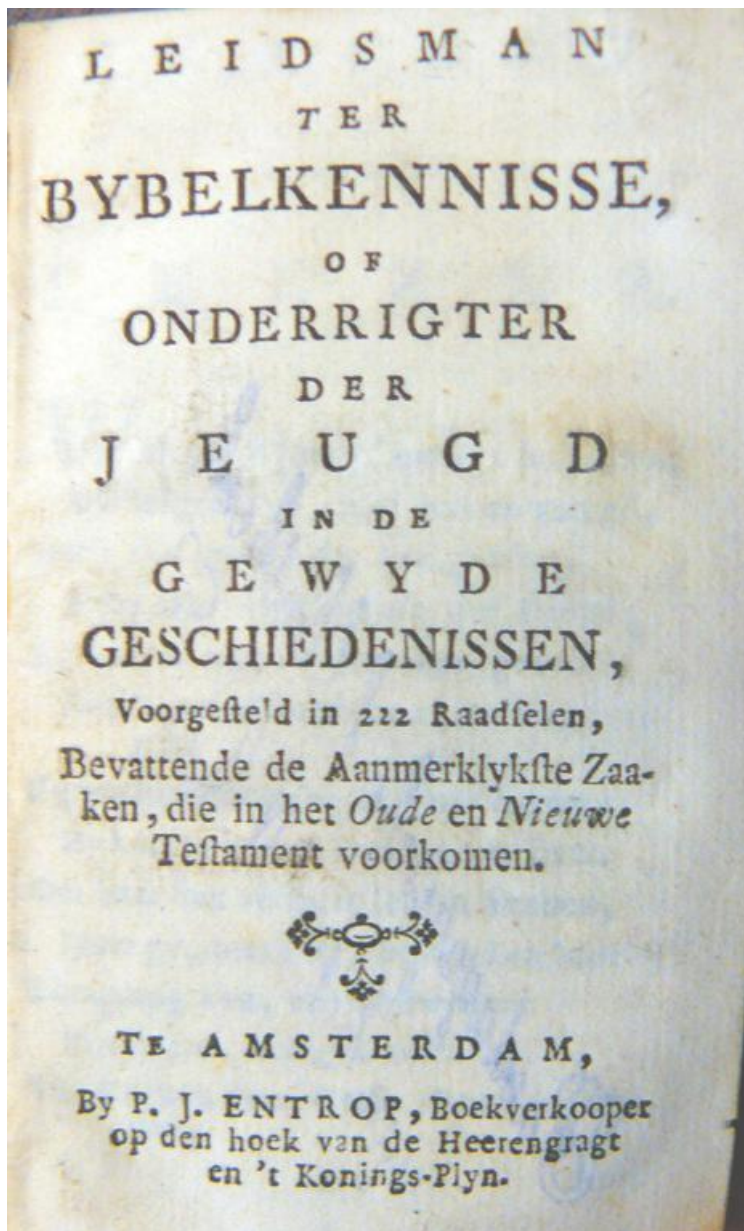 LEIDSMAN
TER
BYBELKENNISSE,
OF
ONDERRIGTER
DER
JEUGD
IN DE
GEWYDE
GESCHIEDENISSEN,
Voorgeſteld in 222 Raadſelen,
Bevattende de Aanmerklykſte Zaa-
ken, die in het Oude en Nieuwe
Teſtament voorkomen.
TE AMSTERDAM,
By P. J. ENTROP, Boekverkooper
op den hoek van de Heerengragt
en 't Konings-Plyn.